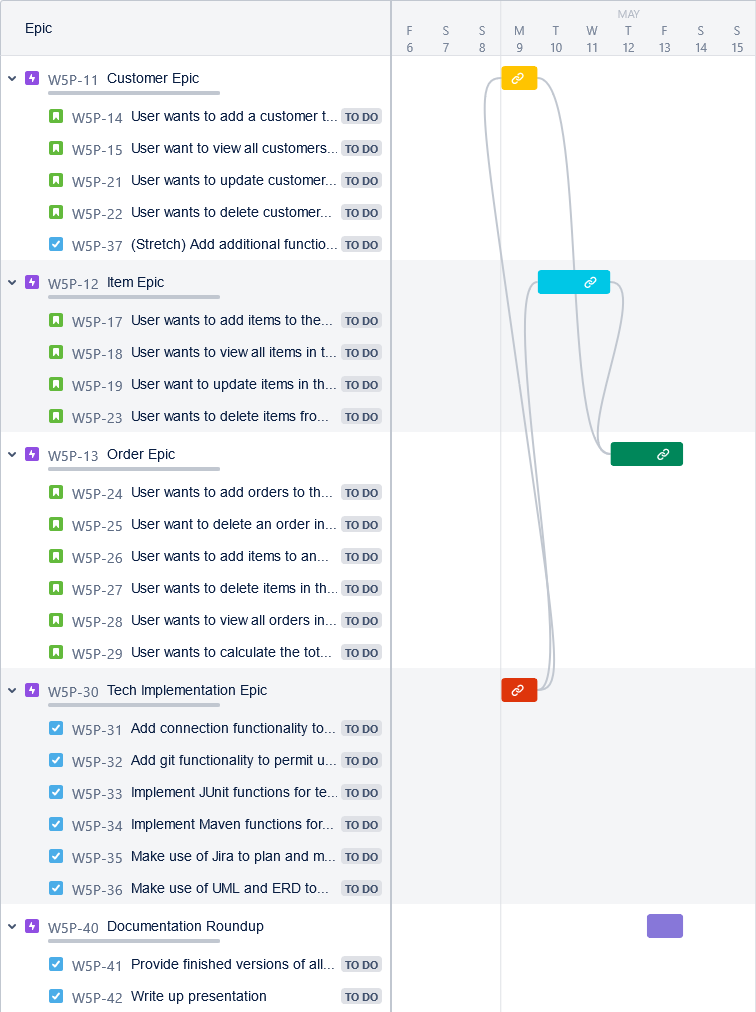 Epic
MAY
F S S M T W T F S S
6 7 8 9 10 11 12 13 14 15
W5P-11 Customer Epic
W5P-14 User wants to add a customer t... TO DO
W5P-15 User want to view all customers... TO DO
W5P-21 User wants to update customer... TO DO
W5P-22 User wants to delete customer... TO DO
W5P-37 (Stretch) Add additional functio... TO DO
W5P-12 Item Epic
W5P-17 User wants to add items to the... TO DO
W5P-18 User wants to view all items in t... TO DO
W5P-19 User want to update items in th... TO DO
W5P-23 User wants to delete items fro... TO DO
W5P-13 Order Epic
W5P-24 User wants to add orders to th... TO DO
W5P-25 User want to delete an order in... TO DO
W5P-26 User wants to add items to an... TO DO
W5P-27 User wants to delete items in th... TO DO
W5P-28 User wants to view all orders in... TO DO
W5P-29 User wants to calculate the tot... TO DO
W5P-30 Tech Implementation Epic
W5P-31 Add connection functionality to... TO DO
W5P-32 Add git functionality to permit u... TO DO
W5P-33 Implement JUnit functions for te... TO DO
W5P-34 Implement Maven functions for... TO DO
W5P-35 Make use of Jira to plan and m... TO DO
W5P-36 Make use of UML and ERD to... TO DO
W5P-40 Documentation Roundup
W5P-41 Provide finished versions of all... TO DO
W5P-42 Write up presentation TO DO